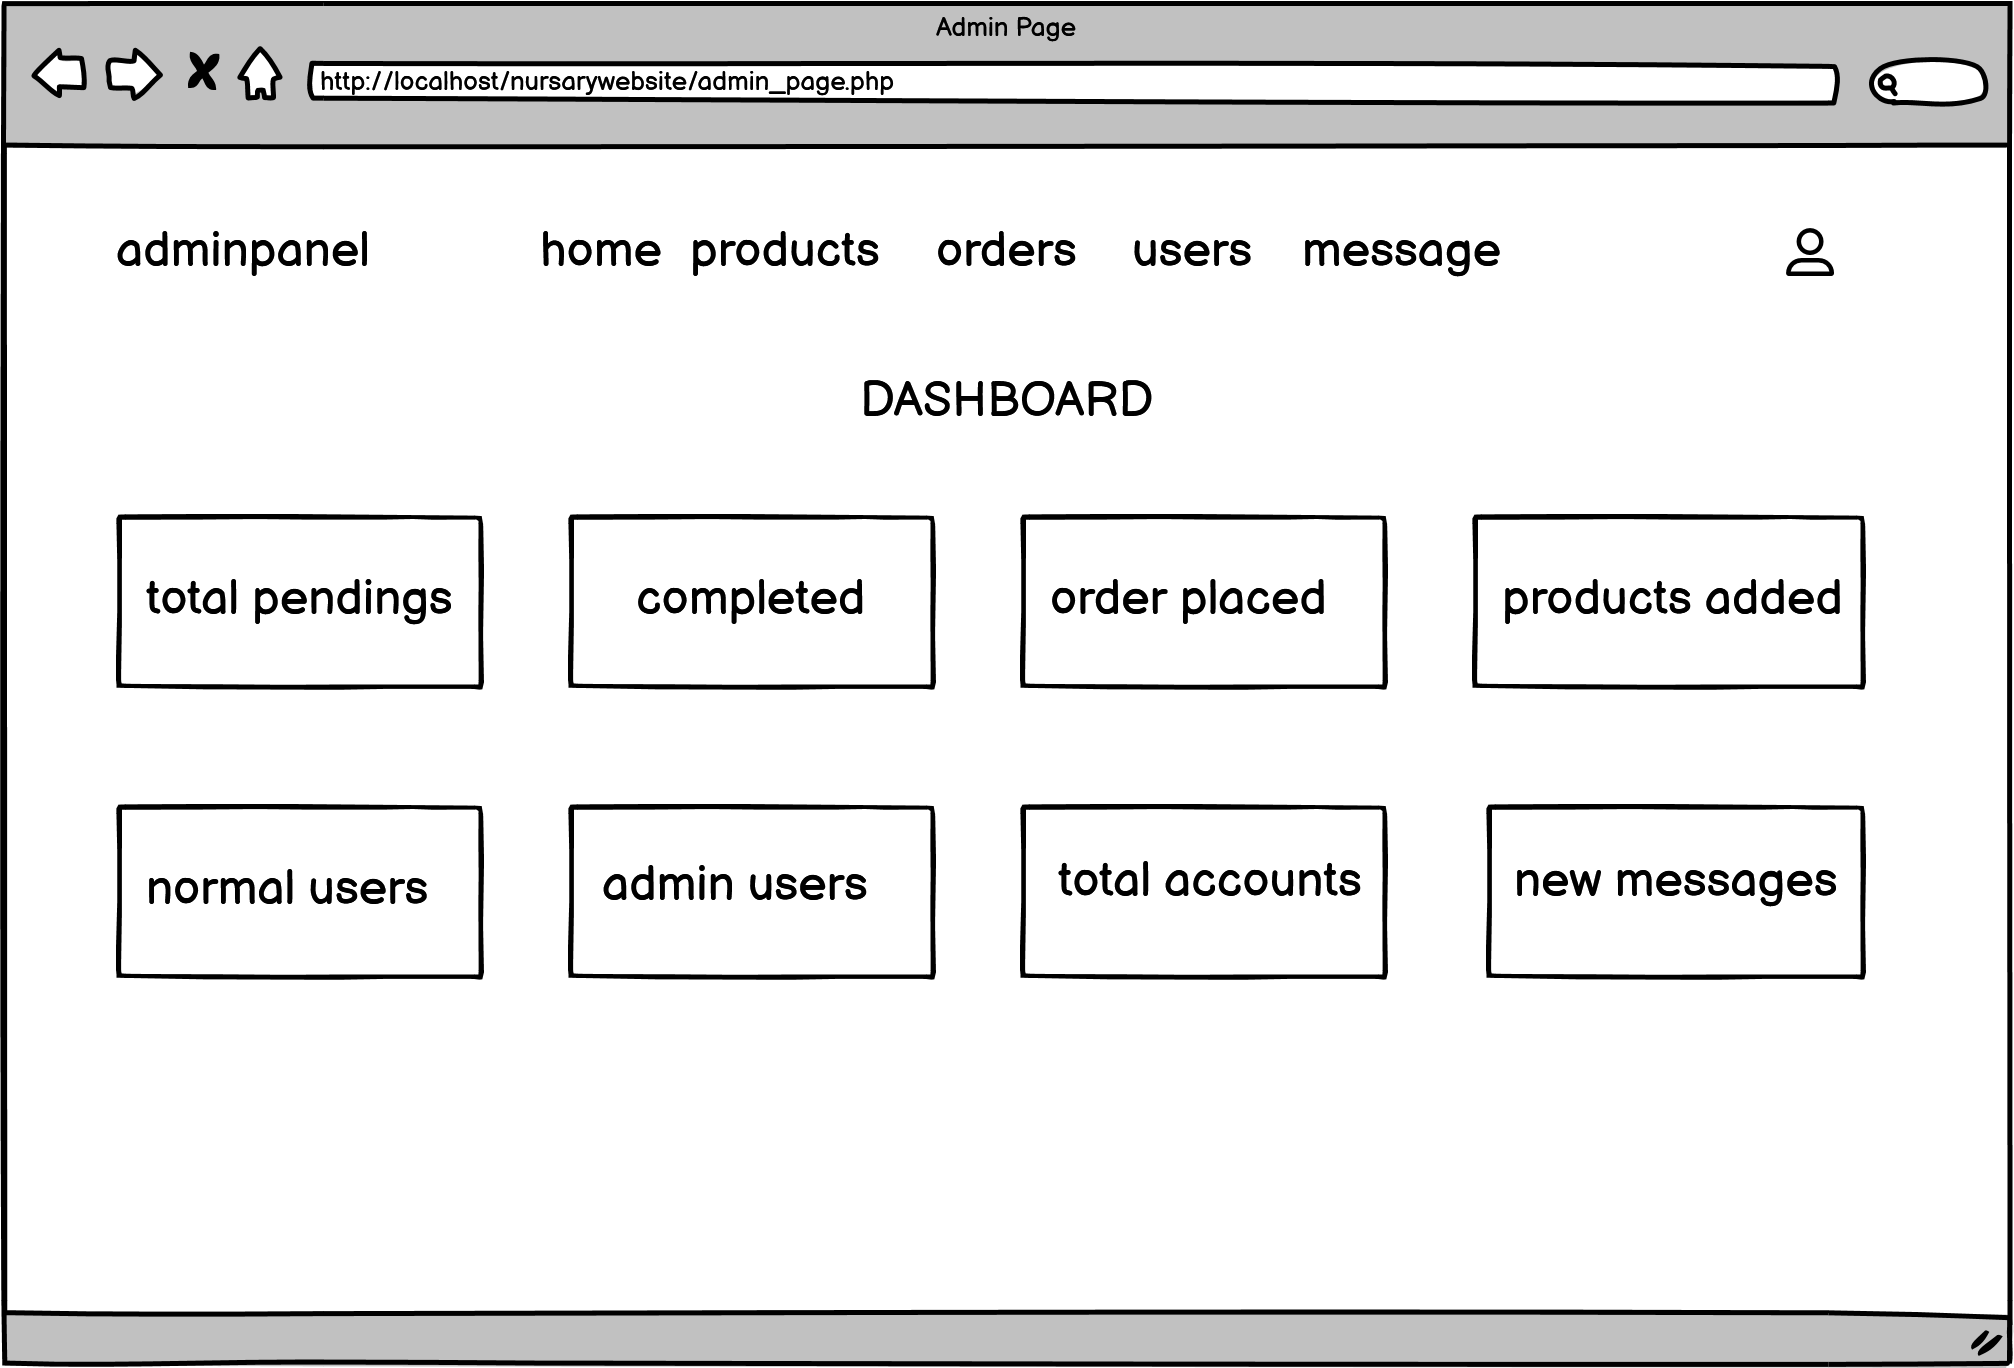 Admin Page
http://localhost/nursarywebsite/admin_page.php
adminpanel home products orders users message
DASHBOARD
total pendings completed order placed products added
normal users admin users total accounts new messages